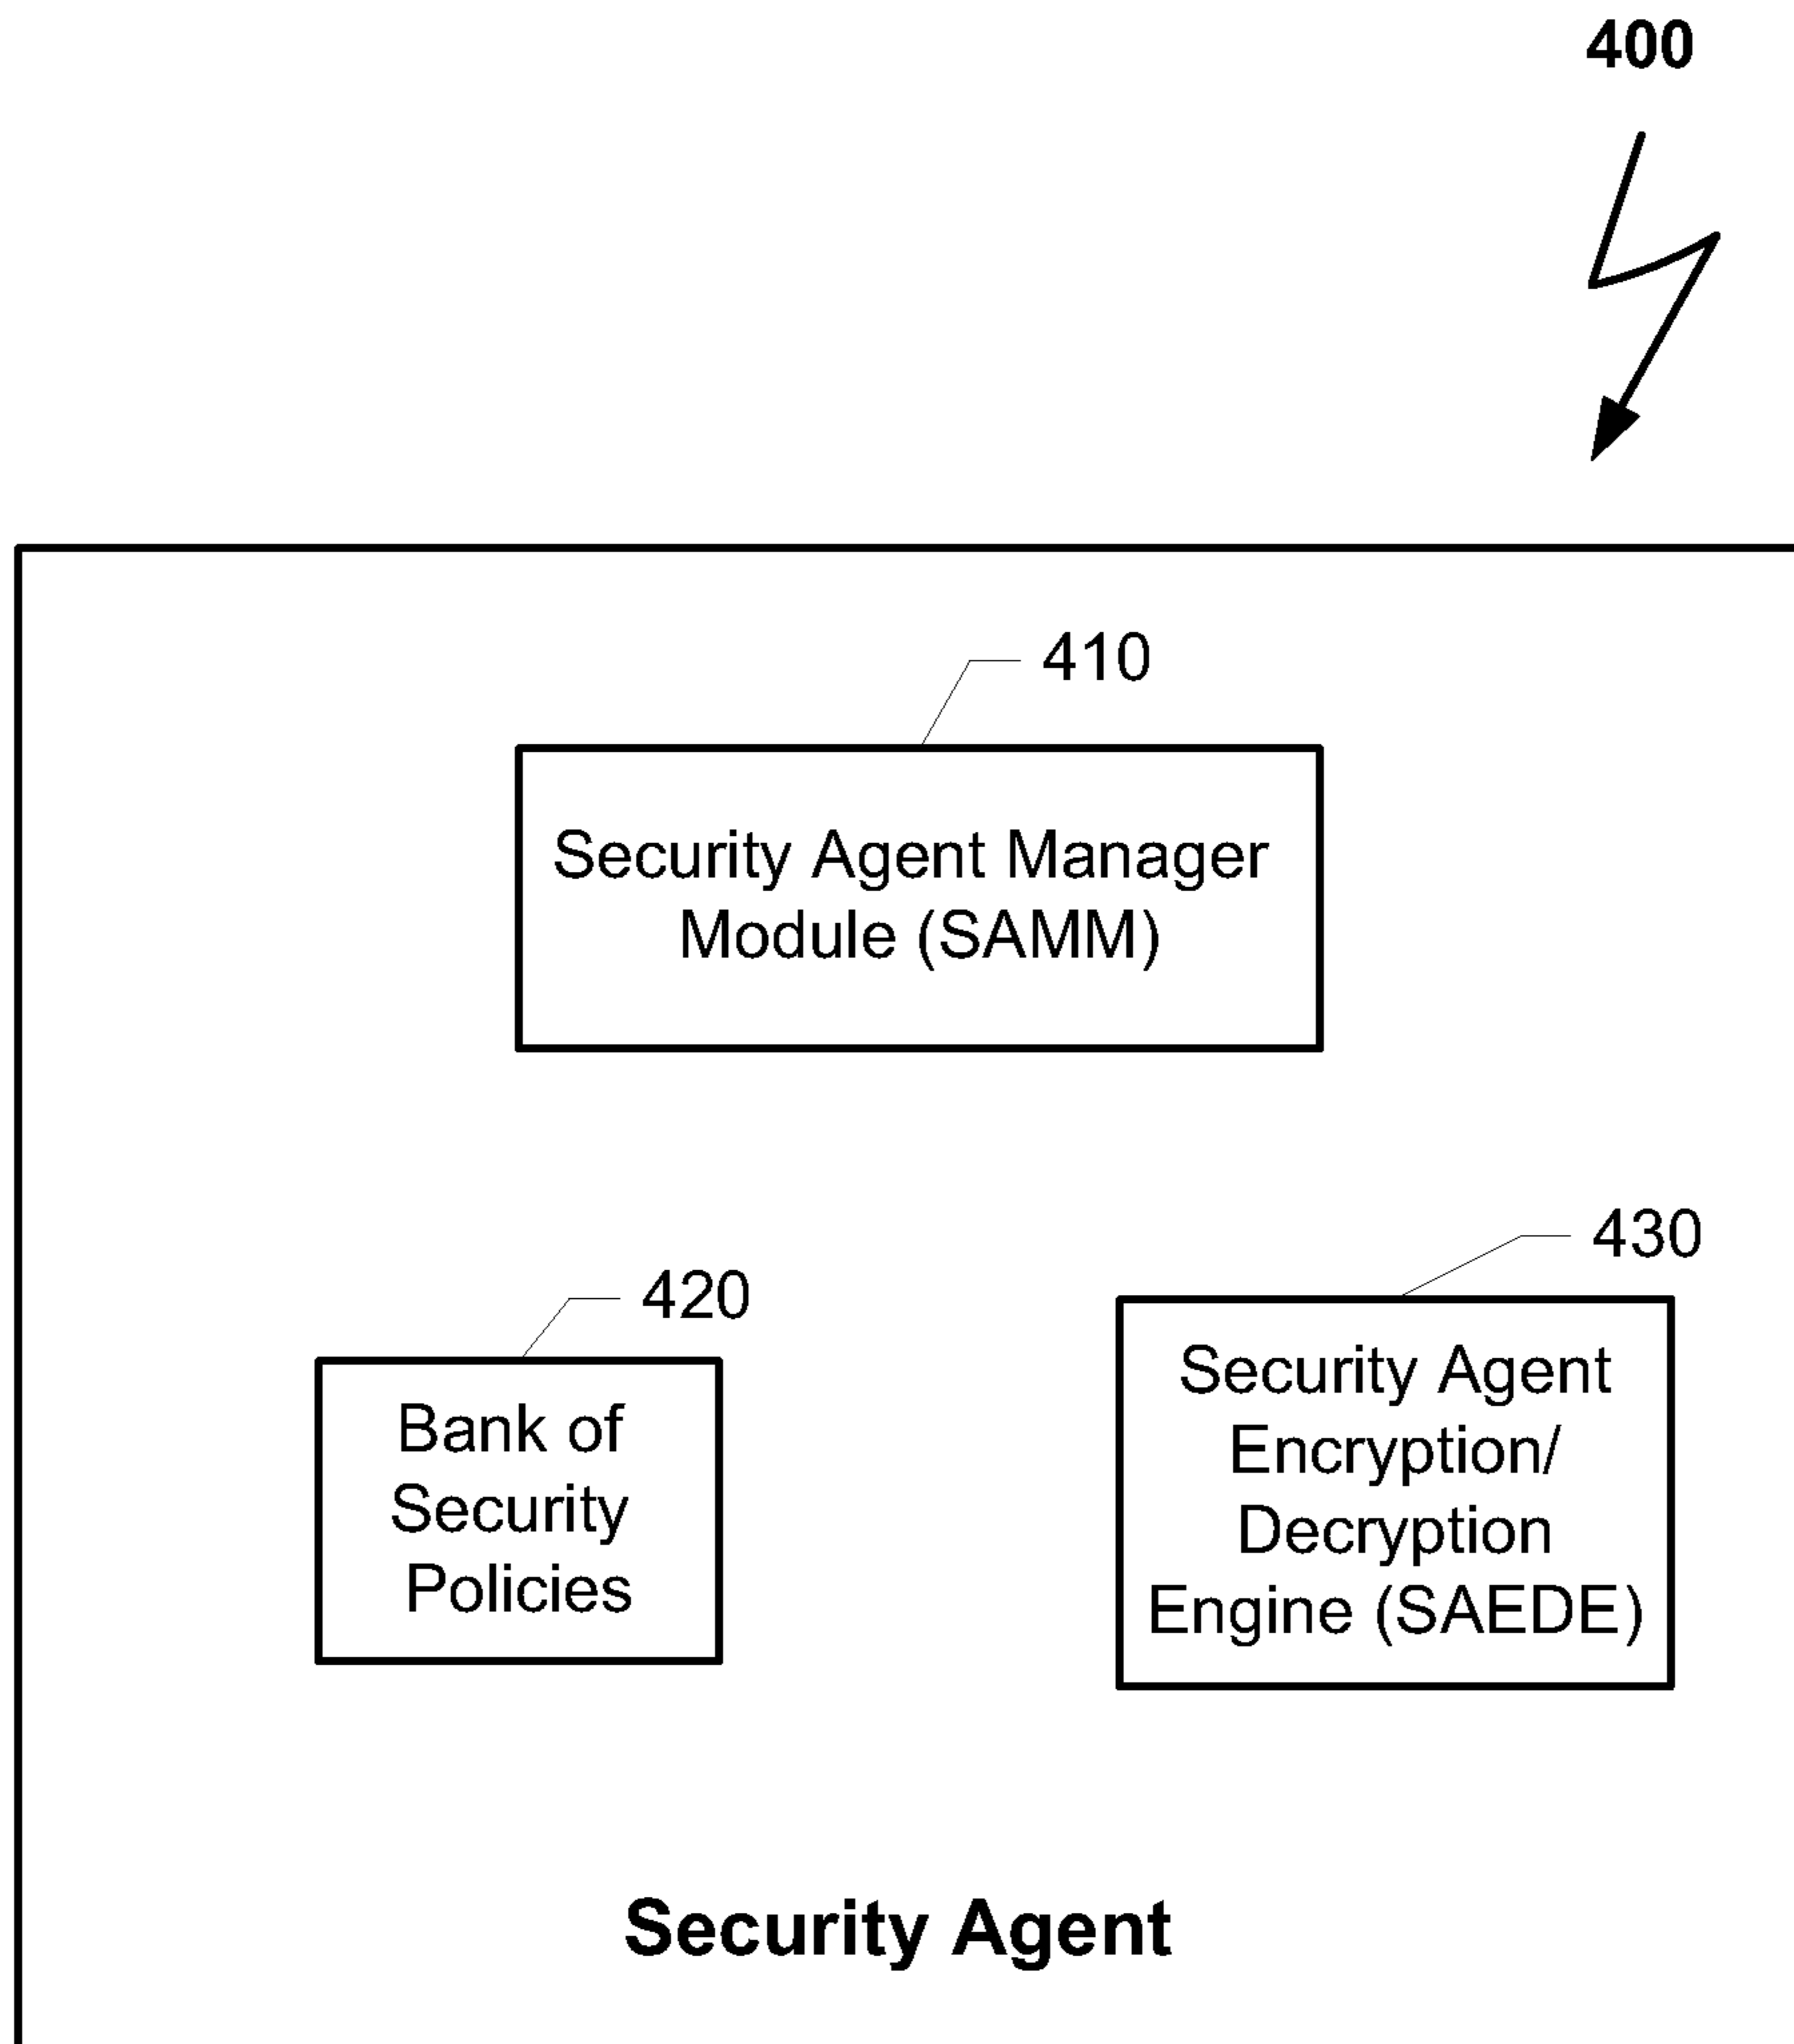 400
410
Security Agent Manager
Module (SAMM)
420
Bank of
Security
Policies
430
Security Agent
Encryption/
Decryption
Engine (SAEDE)
Security Agent